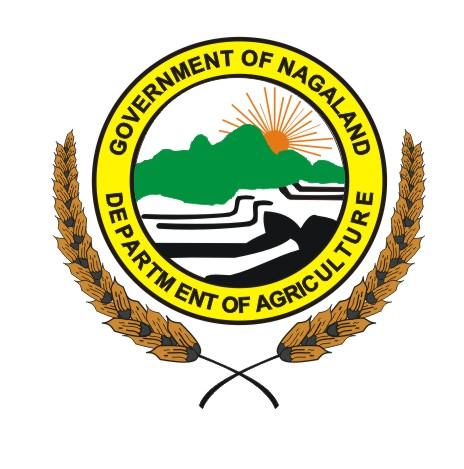 GOVERNMENT OF NAGALAND
DEPARTMENT OF AGRICULTURE